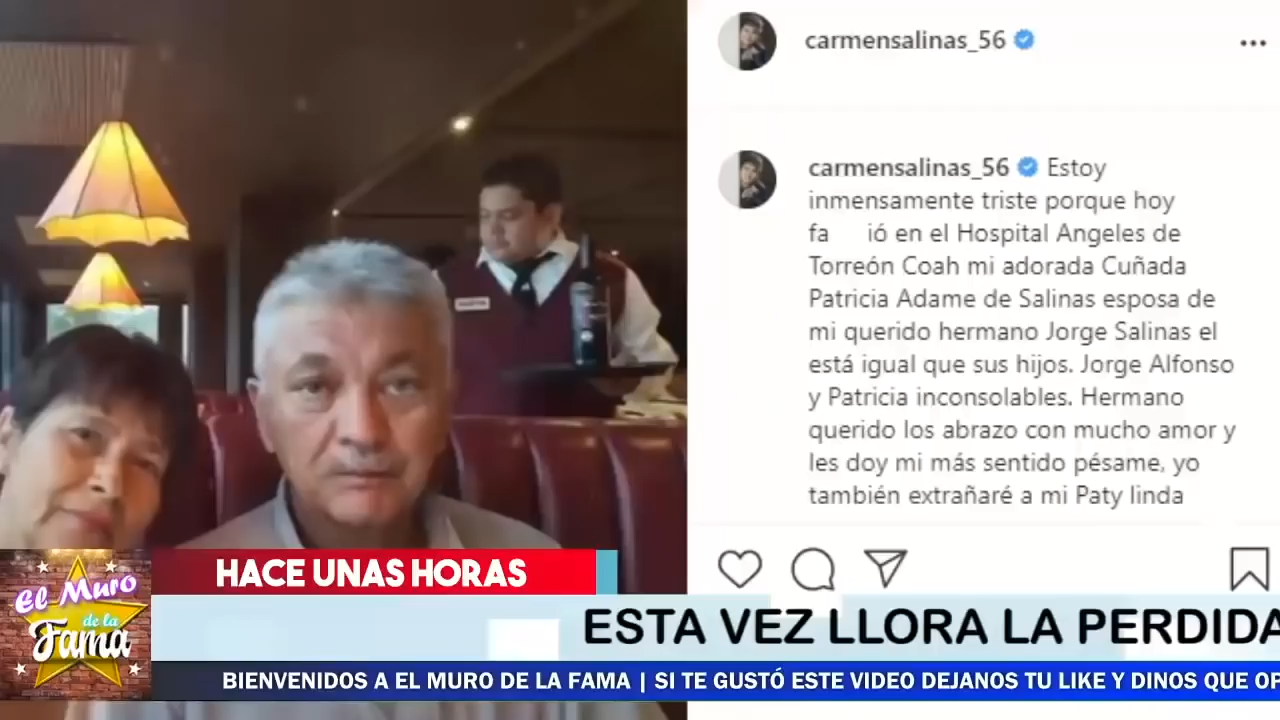 carmensalinas_56
carmensalinas_56 Estoy
inmensamente triste porque hoy
fa ió en el Hospital Angeles de
Torreón Coah mi adorada Cuñada
Patricia Adame de Salinas esposa de
mi querido hermano Jorge Salinas el
está igual que sus hijos. Jorge Alfonso
y Patricia inconsolables. Hermano
querido los abrazo con mucho amor y
les doy mi más sentido pésame, yo
también extrañaré a mi Paty linda
HACE UNAS HORAS
El Muro
de la
Fama
ESTA VEZ LLORA LA PERDIDA
BIENVENIDOS A EL MURO DE LA FAMA | SI TE GUSTÓ ESTE VIDEO DEJANOS TU LIKE Y DINOS QUE OP